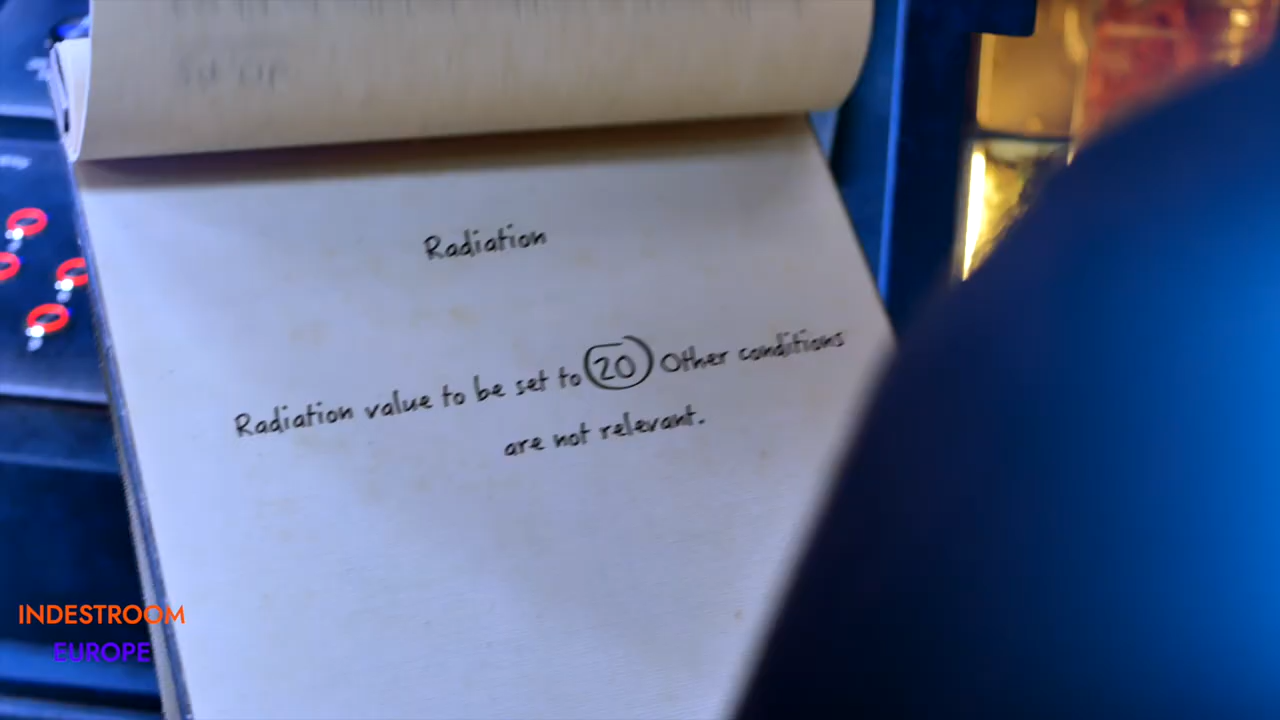 Radiation
Radiation value to be set to 20 Other conditions
are not relevant.
INDESTROOM
EUROPE